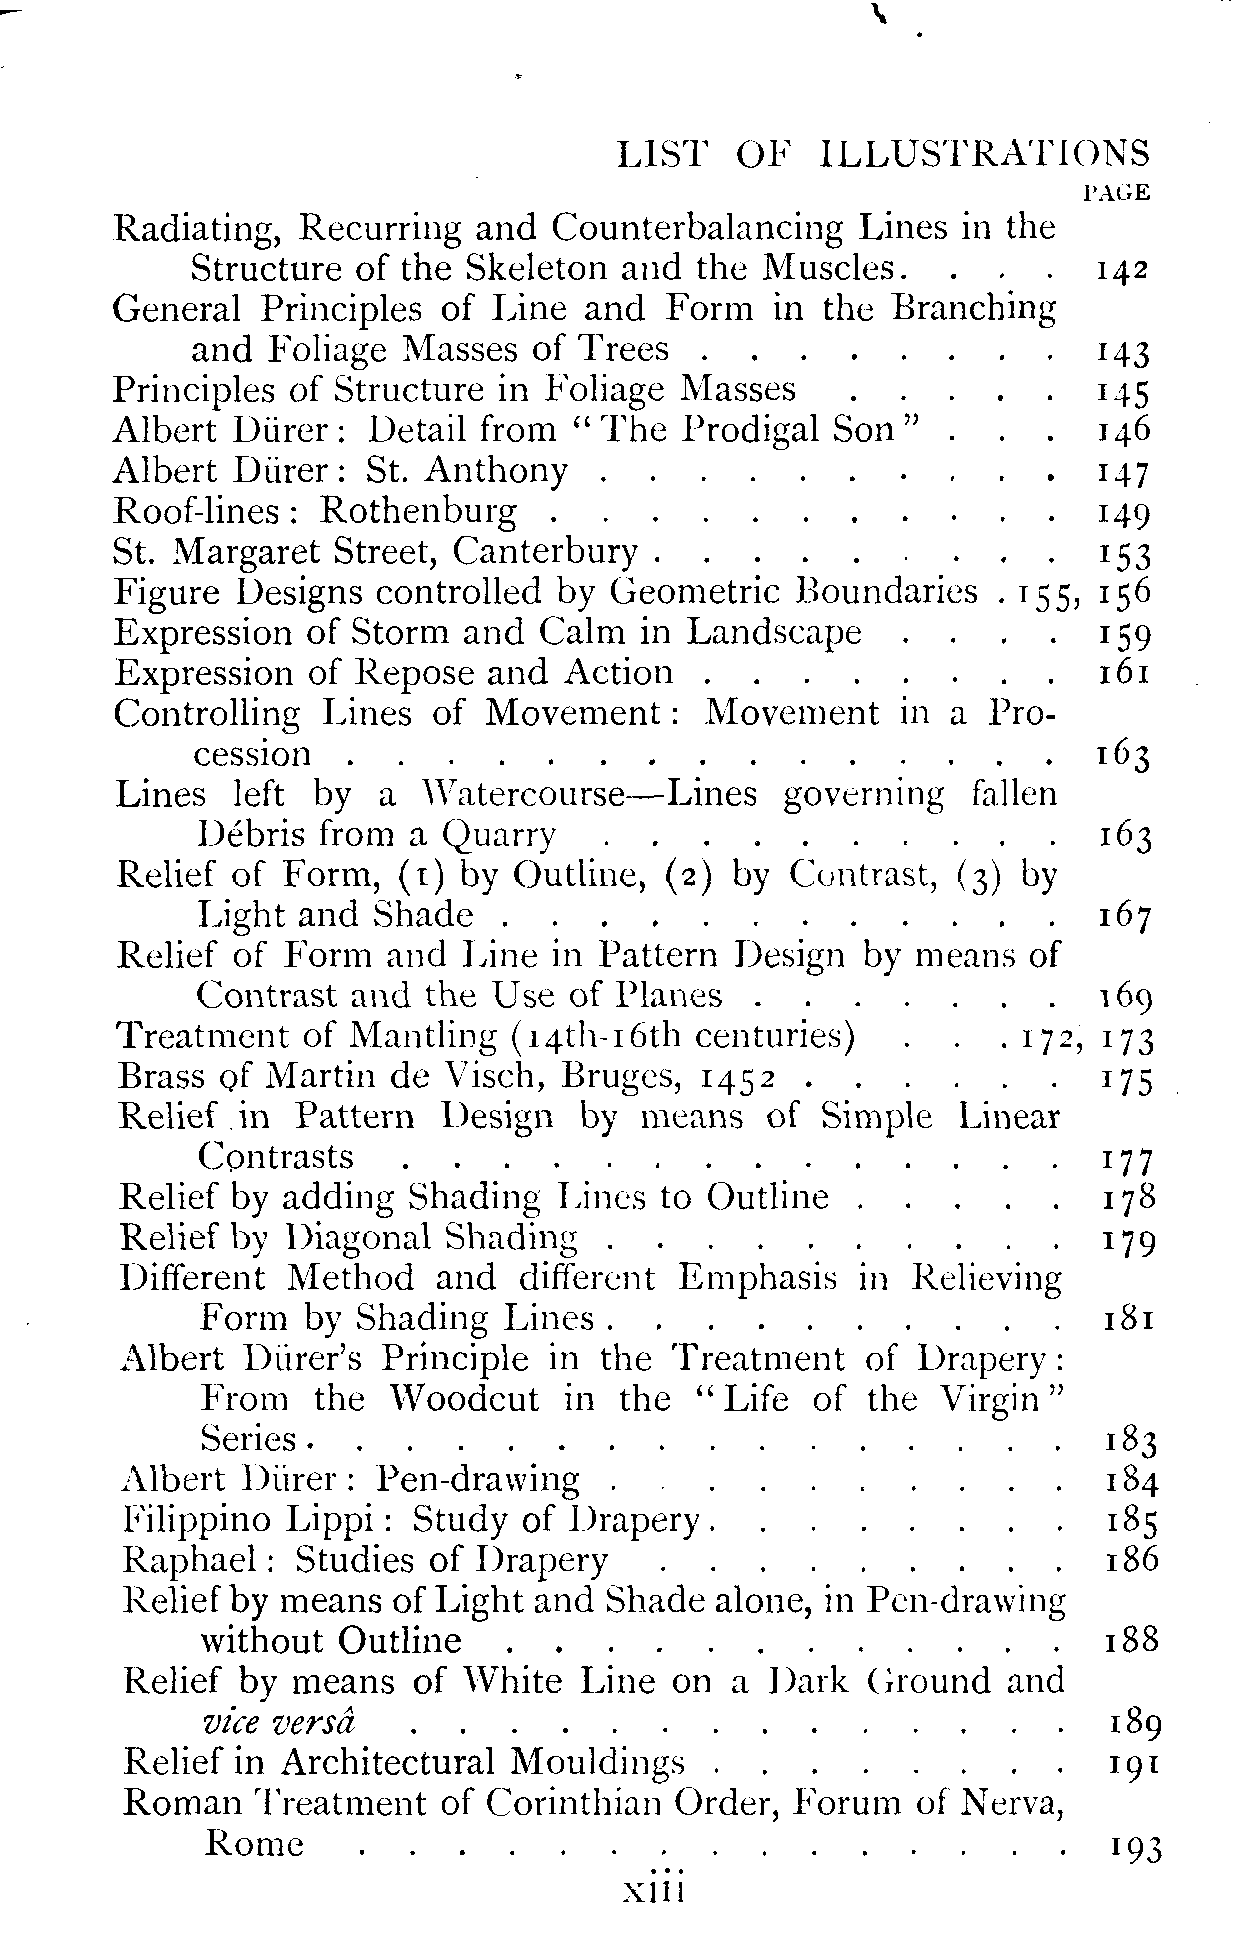 LIST OF ILLUSTRATIONS
PAGE
Radiating, Recurring and Counterbalancing Lines in the
Structure of the Skeleton and the Muscles. . . . 142
General Principles of Line and Form in the Branching
and Foliage Masses of Trees . . . . . . . . 143
Principles of Structure in Foliage Masses . . . . . 145
Albert Dürer : Detail from “ The Prodigal Son ” . . . 146
Albert Dürer : St. Anthony . . . . . . . . . . 147
Roof-lines : Rothenburg . . . . . . . . . . . 149
St. Margaret Street, Canterbury . . . . . . . . . 153
Figure Designs controlled by Geometric Boundaries . 155, 156
Expression of Storm and Calm in Landscape . . . . 159
Expression of Repose and Action . . . . . . . . 161
Controlling Lines of Movement : Movement in a Pro-
cession . . . . . . . . . . . . . . . 163
Lines left by a Watercourse—Lines governing fallen
Débris from a Quarry . . . . . . . . . . 163
Relief of Form, (1) by Outline, (2) by Contrast, (3) by
Light and Shade . . . . . . . . . . . . 167
Relief of Form and Line in Pattern Design by means of
Contrast and the Use of Planes . . . . . . . 169
Treatment of Mantling (14th-16th centuries) . . . 172, 173
Brass of Martin de Visch, Bruges, 1452 . . . . . . 175
Relief in Pattern Design by means of Simple Linear
Contrasts . . . . . . . . . . . . . . 177
Relief by adding Shading Lines to Outline . . . . . 178
Relief by Diagonal Shading . . . . . . . . . . 179
Different Method and different Emphasis in Relieving
Form by Shading Lines . . . . . . . . . . 181
Albert Dürer's Principle in the Treatment of Drapery :
From the Woodcut in the “ Life of the Virgin ”
Series . . . . . . . . . . . . . . . . 183
Albert Dürer : Pen-drawing . . . . . . . . . . 184
Filippino Lippi : Study of Drapery . . . . . . . . 185
Raphael : Studies of Drapery . . . . . . . . . 186
Relief by means of Light and Shade alone, in Pen-drawing
without Outline . . . . . . . . . . . . 188
Relief by means of White Line on a Dark Ground and
vice versâ . . . . . . . . . . . . . . 189
Relief in Architectural Mouldings . . . . . . . . 191
Roman Treatment of Corinthian Order, Forum of Nerva,
Rome . . . . . . . . . . . . . . . 193
xiii